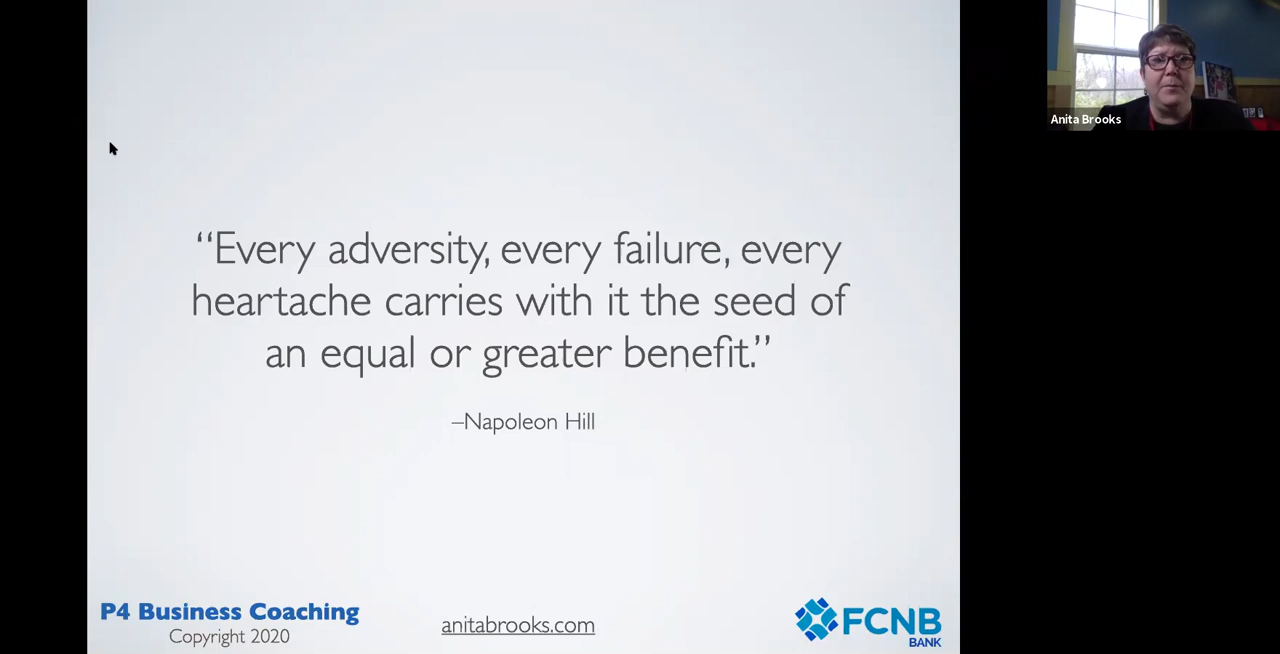 “Every adversity, every failure, every
heartache carries with it the seed of
an equal or greater benefit.”
–Napoleon Hill
P4 Business Coaching
Copyright 2020
anitabrooks.com
FCNB
BANK
Anita Brooks